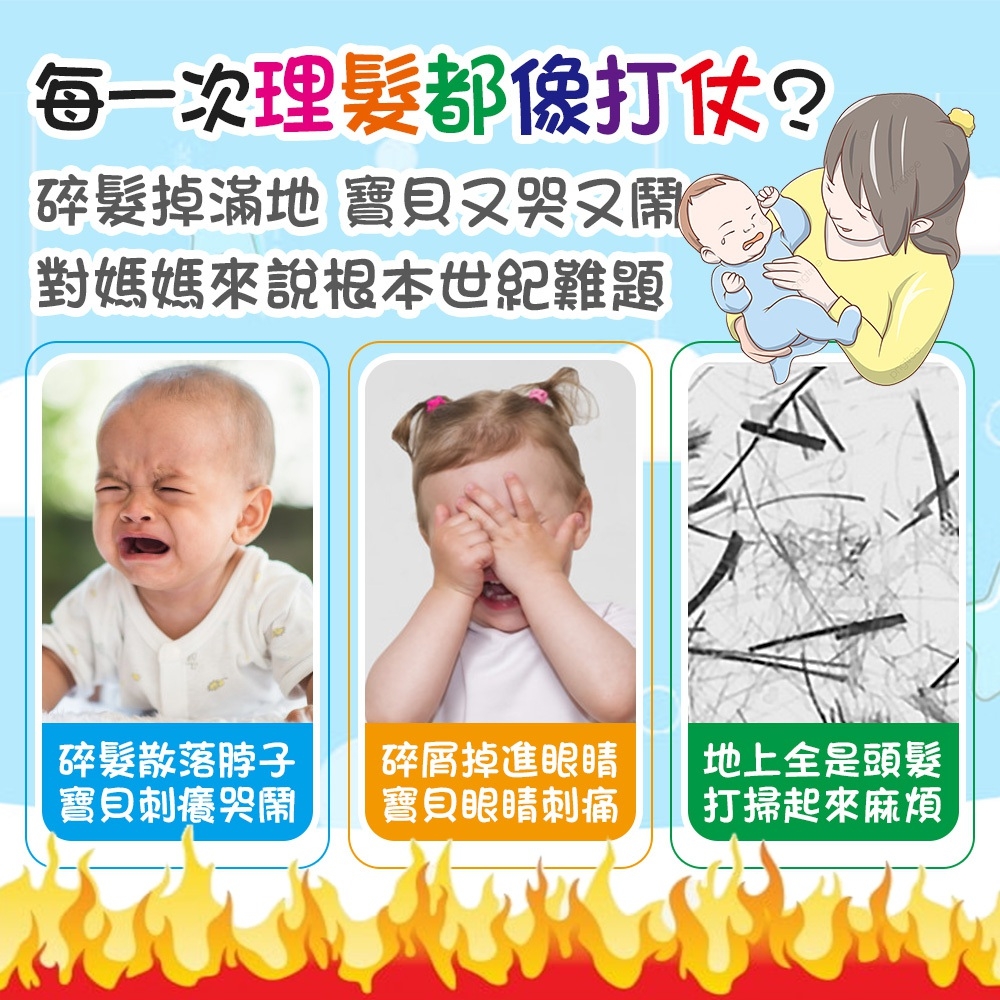 每一次理髮都像打仗?
碎髮掉滿地 寶貝又哭又鬧
對媽媽來說根本世紀難題
碎髮散落脖子
寶貝刺癢哭鬧
碎屑掉進眼睛
寶貝眼睛刺痛
地上全是頭髮
打掃起來麻煩